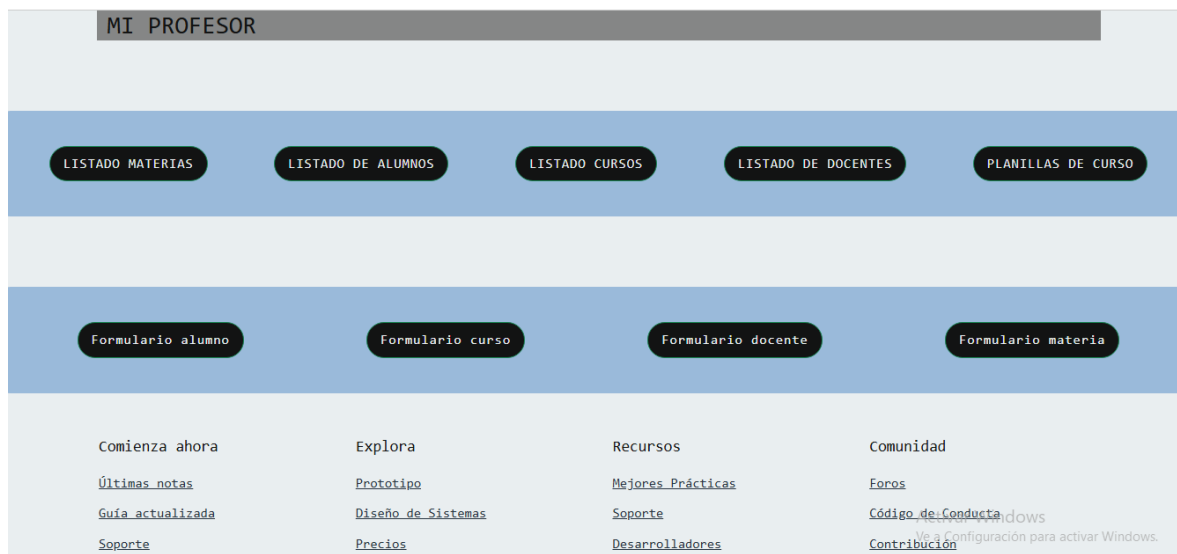 MI PROFESOR
LISTADO MATERIAS LISTADO DE ALUMNOS LISTADO CURSOS LISTADO DE DOCENTES PLANILLAS DE CURSO
Formulario alumno Formulario curso Formulario docente Formulario materia
Comienza ahora Explora Recursos Comunidad
Últimas notas Prototipo Mejores Prácticas Foros
Guía actualizada Diseño de Sistemas Soporte Código de Conducta
Activar Windows
Soporte Precios Desarrolladores Contribución
Ve a Configuración para activar Windows.